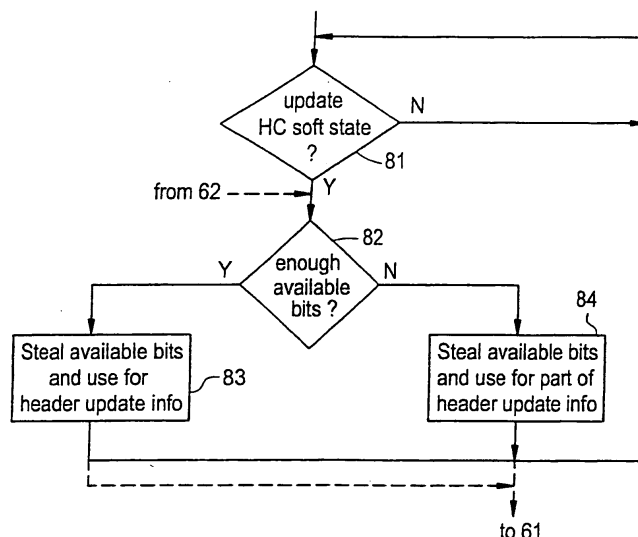 update
HC soft state
?
N
81
Y
from 62
82
enough
available
bits ?
Y
N
84
Steal available bits
and use for
header update info
83
Steal available bits
and use for part of
header update info
to 61